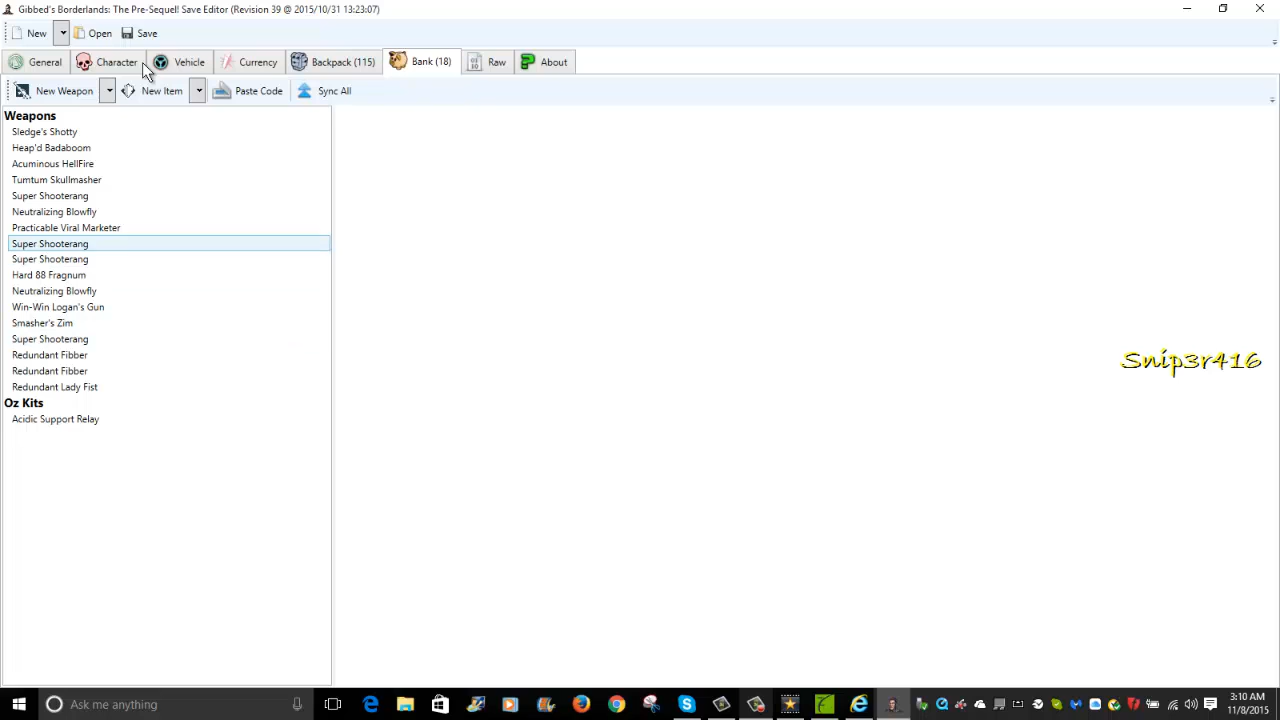 Gibbed's Borderlands: The Pre-Sequel! Save Editor (Revision 39 @ 2015/10/31 13:23:07)
New Open Save
General Character Vehicle Currency Backpack (115) Bank (18) Raw About
New Weapon New Item Paste Code Sync All
Weapons
Sledge's Shotty
Heap'd Badaboom
Acuminous HellFire
Tumtum Skullmasher
Super Shooterang
Neutralizing Blowfly
Practicable Viral Marketer
Super Shooterang
Super Shooterang
Hard 88 Fragnum
Neutralizing Blowfly
Win-Win Logan's Gun
Smasher's Zim
Super Shooterang
Redundant Fibber
Redundant Fibber
Redundant Lady Fist
Oz Kits
Acidic Support Relay
Snip3r416
Ask me anything
3:10 AM
11/8/2015